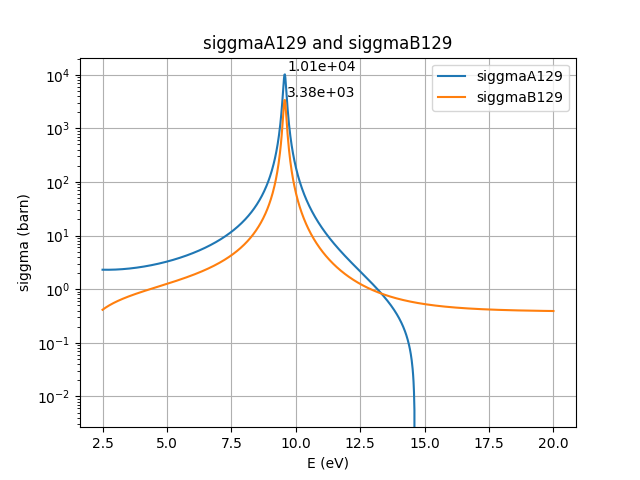 siggmaA129 and siggmaB129
1.01e+04
3.38e+03
siggmaA129
siggmaB129
siggma (barn)
10⁴
10³
10²
10¹
10⁰
10⁻¹
10⁻²
2.5 5.0 7.5 10.0 12.5 15.0 17.5 20.0
E (eV)